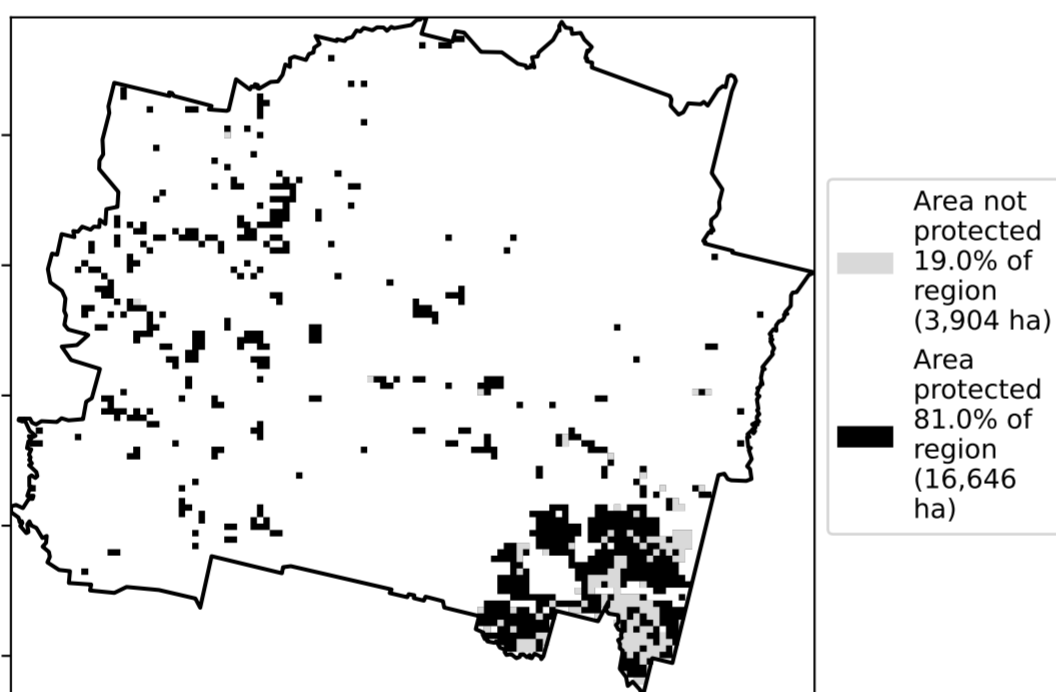 Area not
protected
19.0% of
region
(3,904 ha)
Area
protected
81.0% of
region
(16,646
ha)